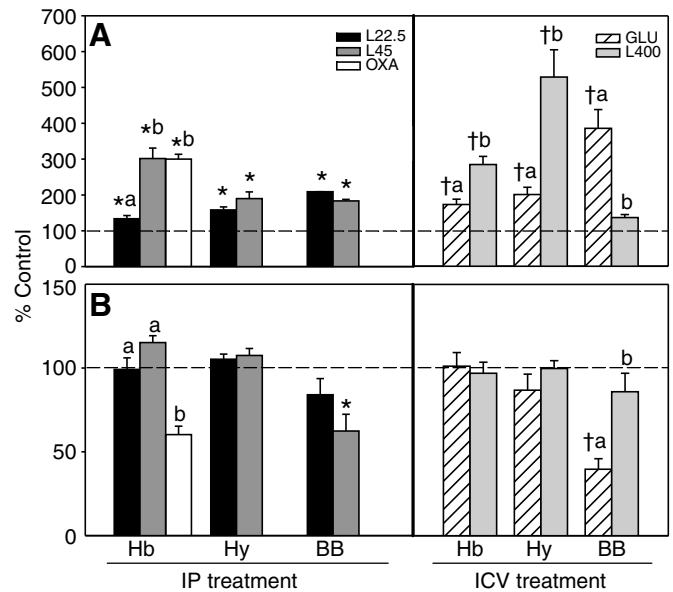 700
600
500
400
300
200
100
0
A
L22.5
L45
OXA
*a
*b
*b
*
*
*
*
GLU
L400
†a
†b
†a
†b
†a
b
% Control
150
100
50
0
B
a
a
b
*
†a
b
Hb Hy BB Hb Hy BB
IP treatment ICV treatment